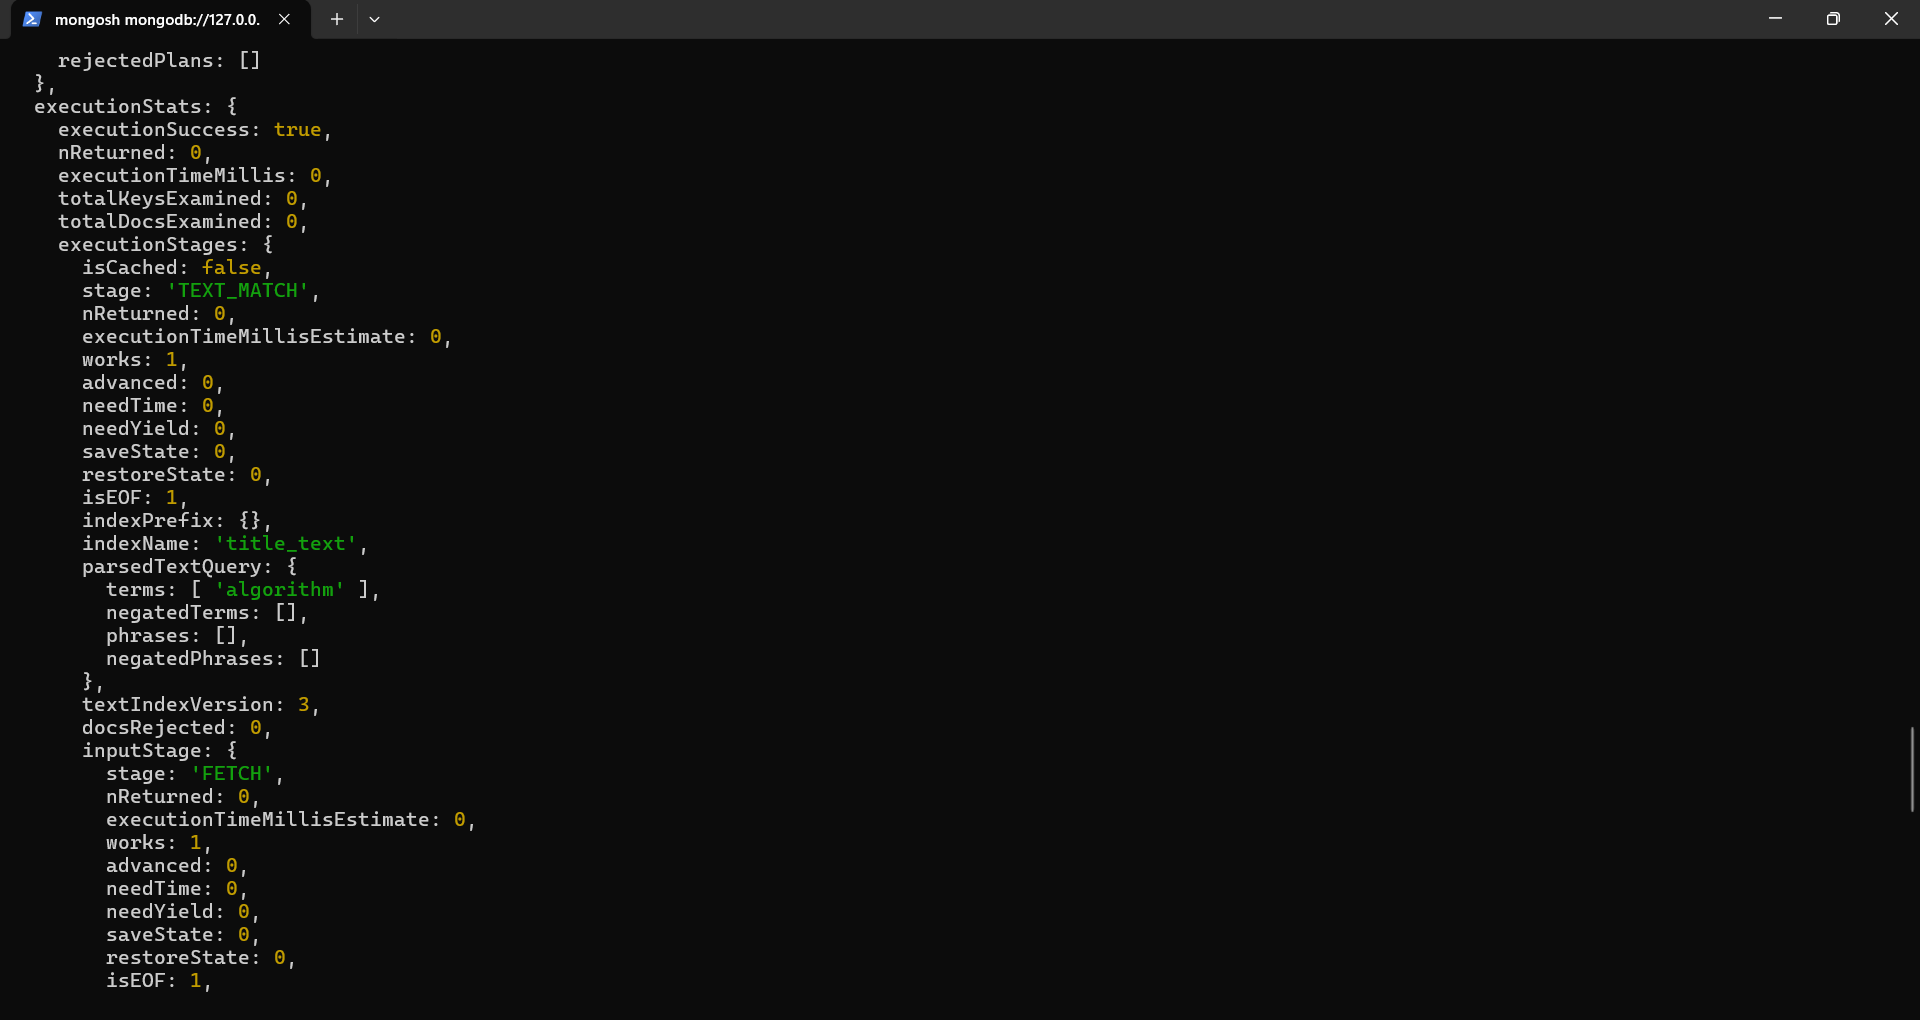 mongosh mongodb://127.0.0.
    rejectedPlans: []
  },
  executionStats: {
    executionSuccess: true,
    nReturned: 0,
    executionTimeMillis: 0,
    totalKeysExamined: 0,
    totalDocsExamined: 0,
    executionStages: {
      isCached: false,
      stage: 'TEXT_MATCH',
      nReturned: 0,
      executionTimeMillisEstimate: 0,
      works: 1,
      advanced: 0,
      needTime: 0,
      needYield: 0,
      saveState: 0,
      restoreState: 0,
      isEOF: 1,
      indexPrefix: {},
      indexName: 'title_text',
      parsedTextQuery: {
        terms: [ 'algorithm' ],
        negatedTerms: [],
        phrases: [],
        negatedPhrases: []
      },
      textIndexVersion: 3,
      docsRejected: 0,
      inputStage: {
        stage: 'FETCH',
        nReturned: 0,
        executionTimeMillisEstimate: 0,
        works: 1,
        advanced: 0,
        needTime: 0,
        needYield: 0,
        saveState: 0,
        restoreState: 0,
        isEOF: 1,